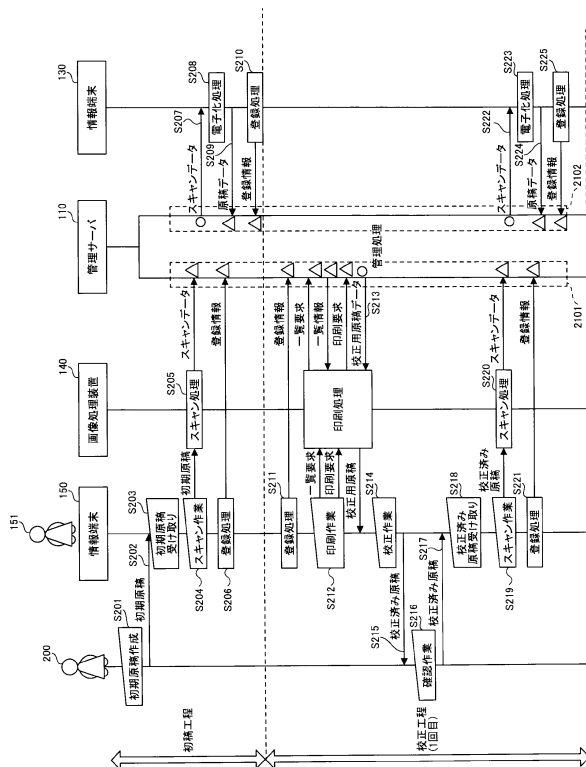 200
151
150
情報端末
140
画像処理装置
110
管理サーバ
130
情報端末
初稿工程
S201
初期原稿作成
初期原稿
S202
S203
初期原稿
受け取り
S204
スキャン作業
初期原稿
S205
スキャン処理
スキャンデータ
S206
登録処理
登録情報
スキャンデータ
S207
S208
電子化処理
S209
原稿データ
S210
登録処理
登録情報
校正工程
(1回目)
S211
登録処理
登録情報
S212
印刷作業
一覧要求
印刷要求
校正用原稿
印刷処理
一覧要求
一覧情報
印刷要求
校正用原稿データ
S213
管理処理
S214
校正作業
S215
校正済み原稿
S216
確認作業
S217
校正済み原稿
S218
校正済み
原稿受け取り
S219
スキャン作業
校正済み
原稿
S220
スキャン処理
スキャンデータ
S221
登録処理
登録情報
2101
スキャンデータ
S222
S223
電子化処理
S224
原稿データ
S225
登録処理
登録情報
2102